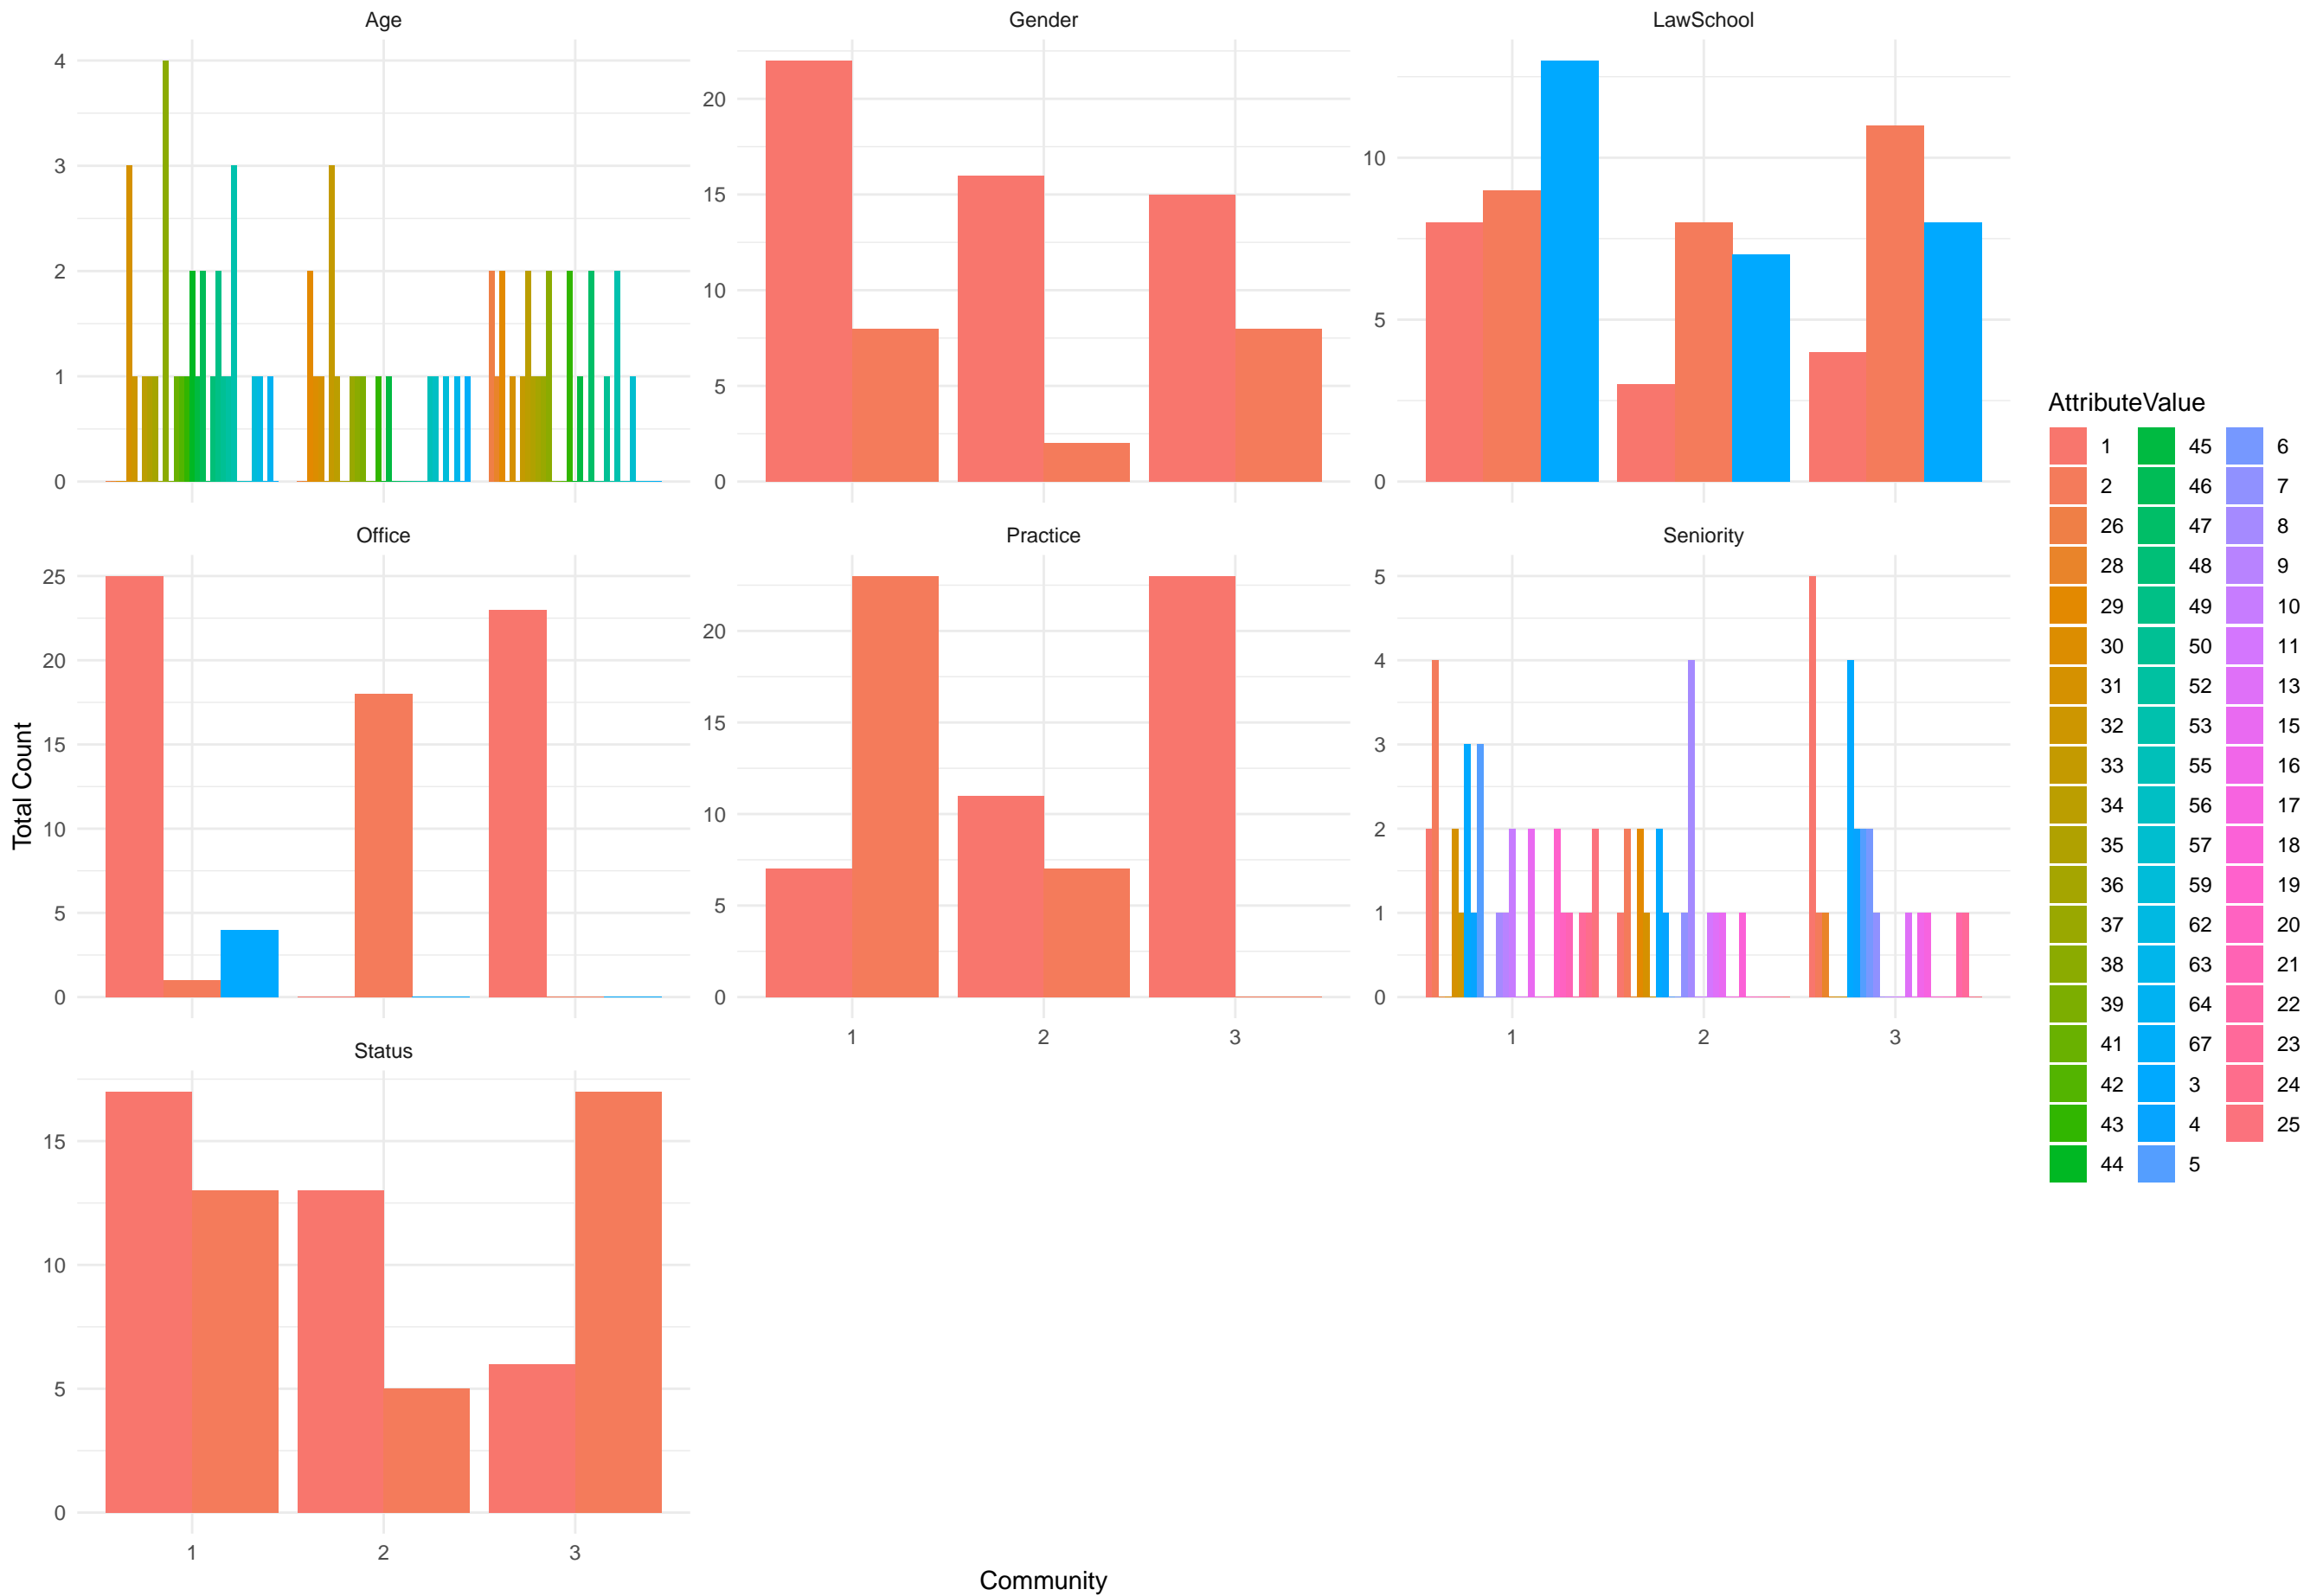 Age
Gender
LawSchool
4
3
2
1
0
20
15
10
5
0
10
5
0
Office
Practice
Seniority
25
20
15
10
5
0
20
15
10
5
0
5
4
3
2
1
0
1 2 3
1 2 3
Status
15
10
5
0
1 2 3
Total Count
Community
AttributeValue
1 45 6
2 46 7
26 47 8
28 48 9
29 49 10
30 50 11
31 52 13
32 53 15
33 55 16
34 56 17
35 57 18
36 59 19
37 62 20
38 63 21
39 64 22
41 67 23
42 3 24
43 4 25
44 5